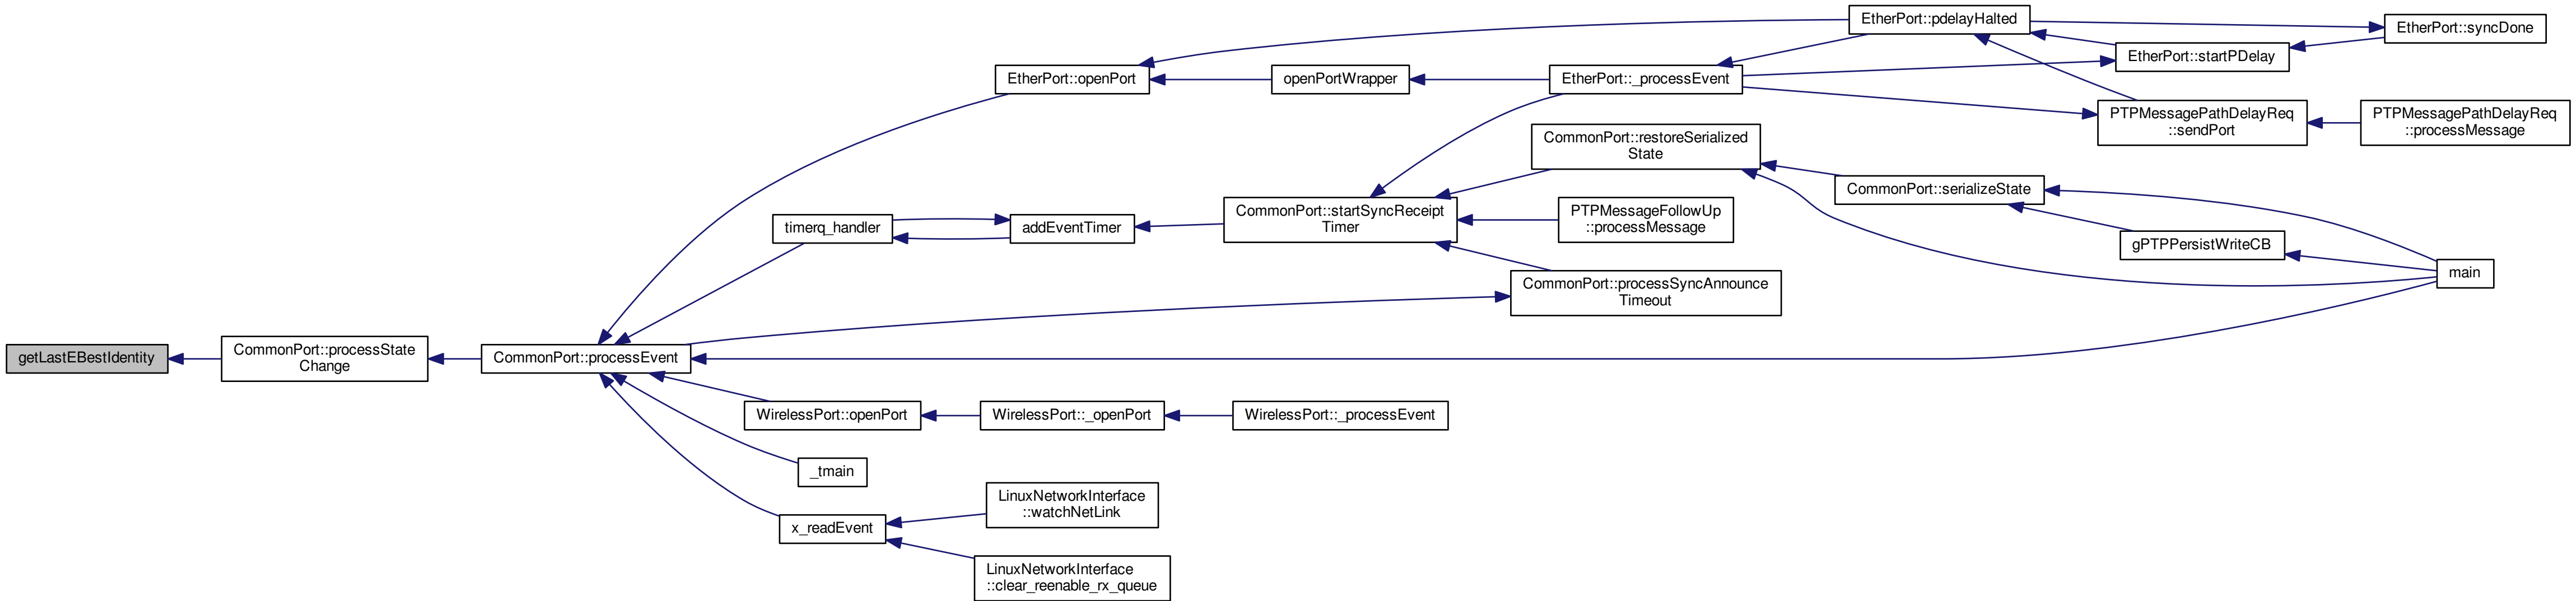 EtherPort::pdelayHalted
EtherPort::syncDone
EtherPort::startPDelay
EtherPort::openPort
openPortWrapper
EtherPort::_processEvent
PTPMessagePathDelayReq
::sendPort
PTPMessagePathDelayReq
::processMessage
CommonPort::restoreSerialized
State
CommonPort::serializeState
timerq_handler
addEventTimer
CommonPort::startSyncReceipt
Timer
PTPMessageFollowUp
::processMessage
gPTPPersistWriteCB
main
CommonPort::processSyncAnnounce
Timeout
getLastEBestIdentity
CommonPort::processState
Change
CommonPort::processEvent
WirelessPort::openPort
WirelessPort::_openPort
WirelessPort::_processEvent
_tmain
LinuxNetworkInterface
::watchNetLink
x_readEvent
LinuxNetworkInterface
::clear_reenable_rx_queue